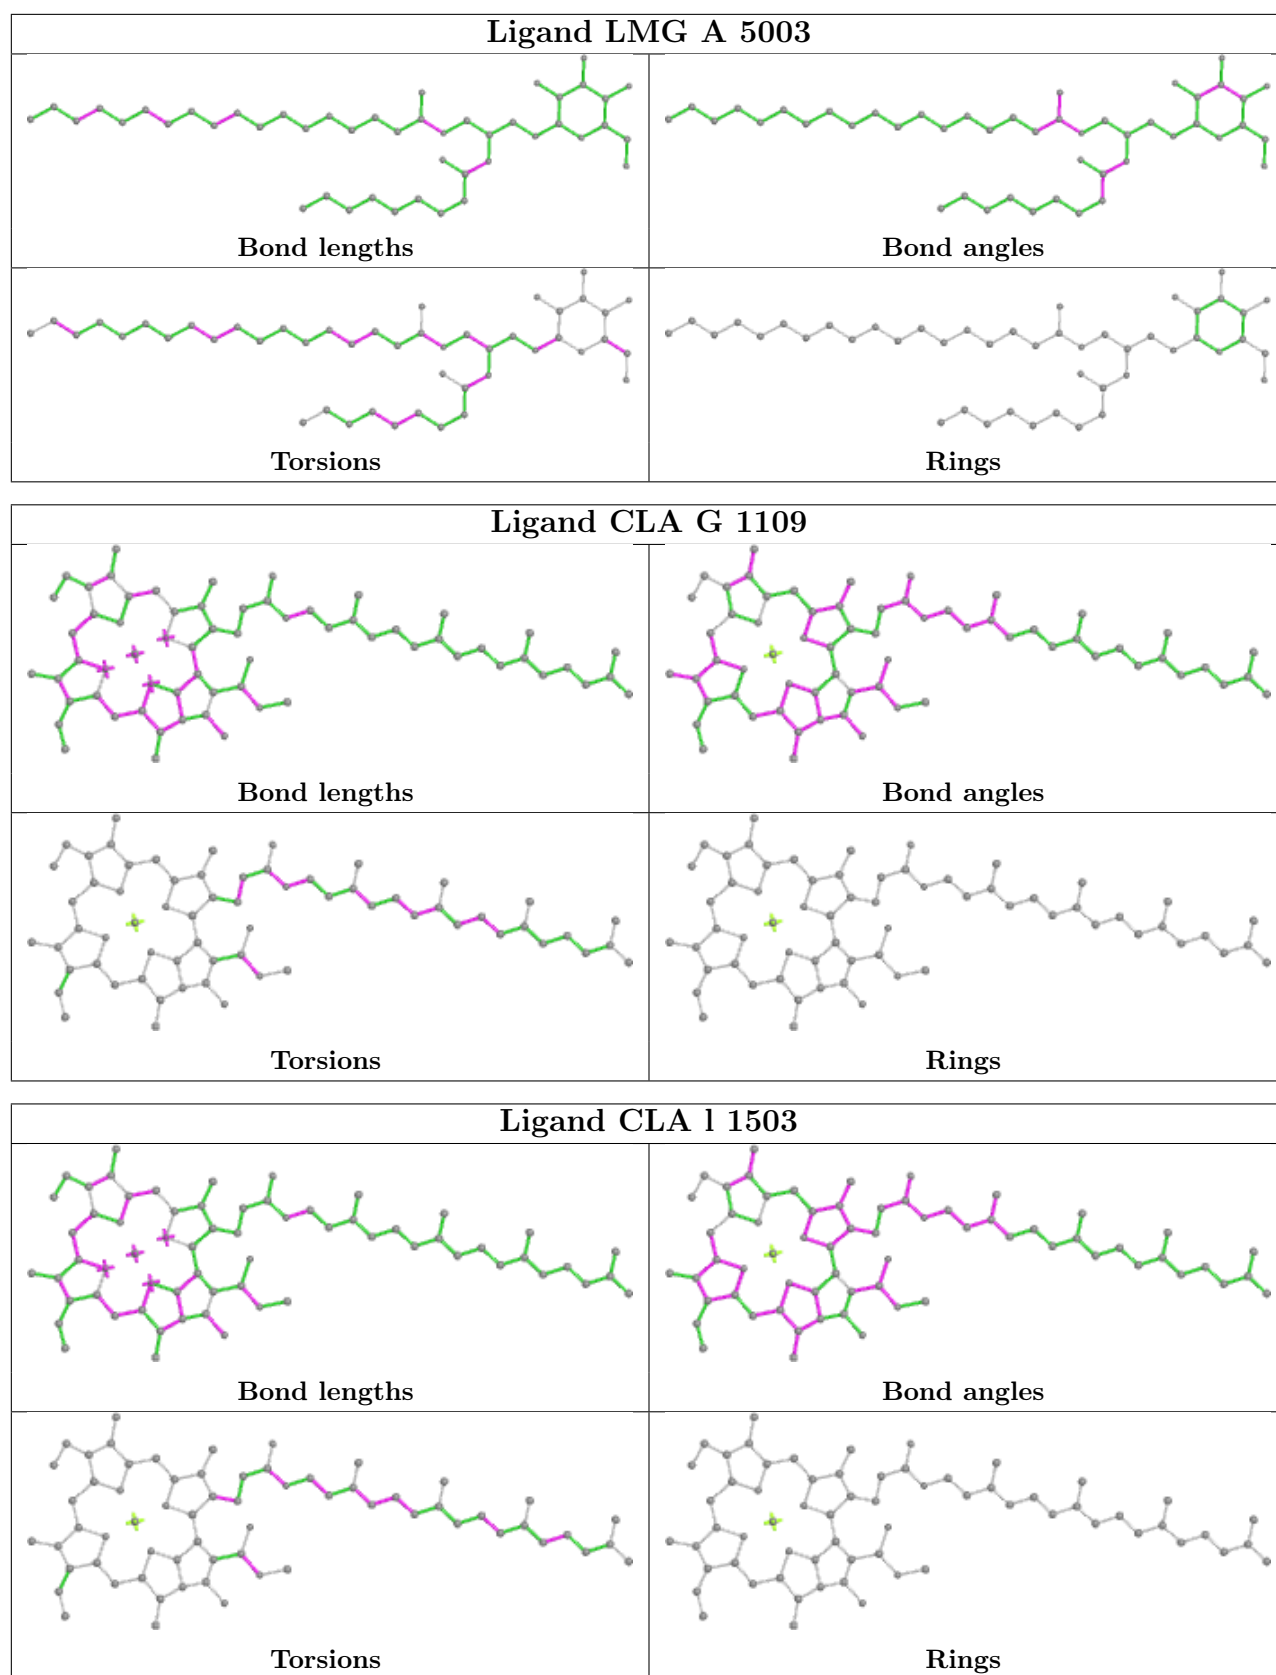 Ligand LMG A 5003
Bond lengths
Bond angles
Torsions
Rings
Ligand CLA G 1109
Bond lengths
Bond angles
Torsions
Rings
Ligand CLA l 1503
Bond lengths
Bond angles
Torsions
Rings